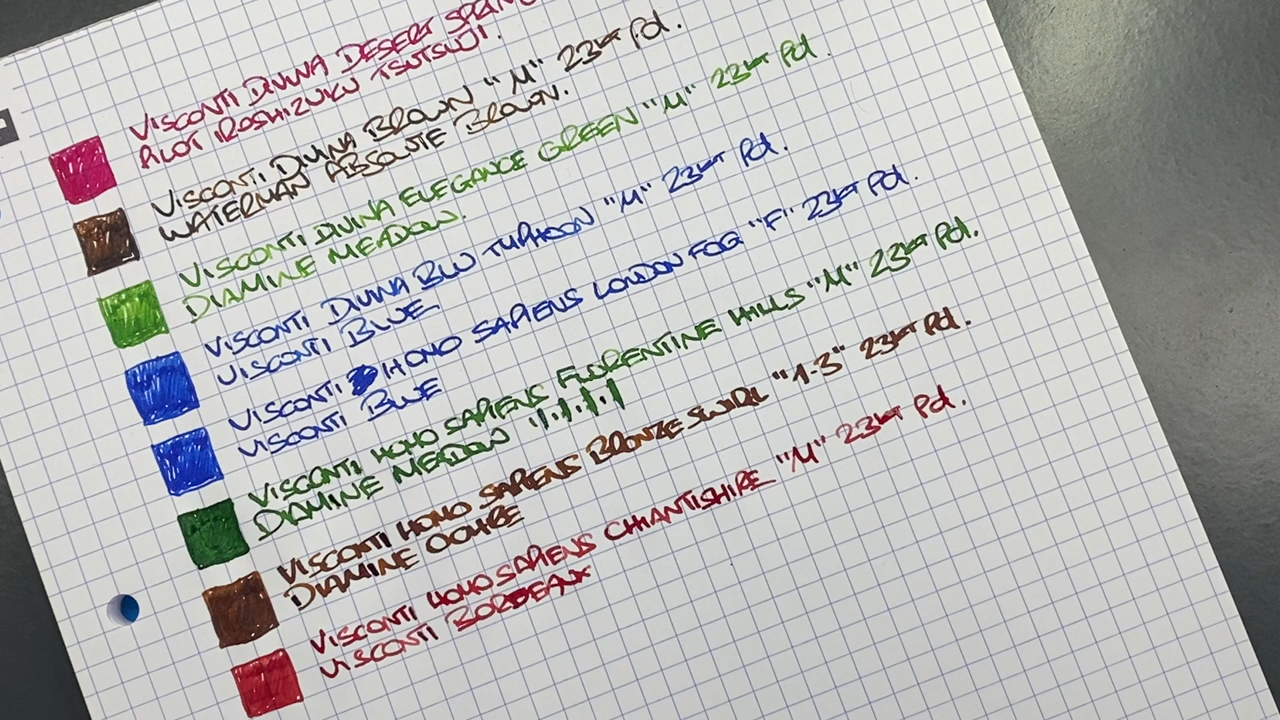 VISCONTI DIVINA DESERT SPRING
PILOT IROSHIZUKU TSUTSUJI.
VISCONTI DIVINA BROWN "M" 23kt Pd.
WATERMAN ABSOLUTE BROWN.
VISCONTI DIVINA ELEGANCE GREEN "M" 23kt Pd.
DIAMINE MEADOW.
VISCONTI DIVINA BLU TYPHOON "M" 23kt Pd.
VISCONTI BLUE.
VISCONTI HOMO SAPIENS LONDON FOG "F" 23kt Pd.
VISCONTI BLUE
VISCONTI HOMO SAPIENS FLORENTINE HILLS "M" 23kt Pd.
DIAMINE MEADOW !!!!!
VISCONTI HOMO SAPIENS BRONZE SWIRL "1.3" 23kt Pd.
DIAMINE OCHRE
VISCONTI HOMO SAPIENS CHIANTISHIRE "M" 23kt Pd.
VISCONTI BORDEAUX